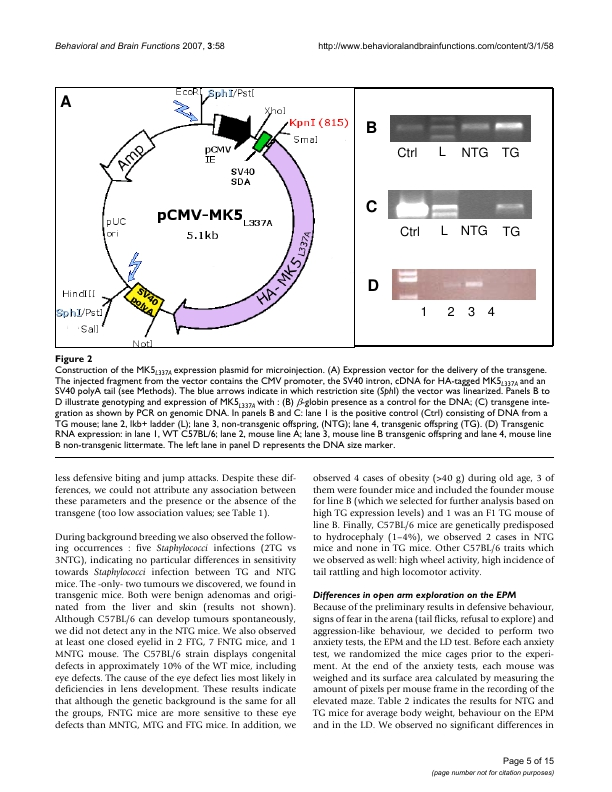 Behavioral and Brain Functions 2007, 3:58
http://www.behavioralandbrainfunctions.com/content/3/1/58
A
EcoRI
SphI/PstI
XhoI
KpnI (815)
SmaI
pCMV
IE
SV40
SDA
Amp
pCMV-MK5L337A
5.1kb
pUC
ori
HA-MK5 L337A
HindIII
SphI/PstI
SalI
SV40
polyA
NotI
B
Ctrl L NTG TG
C
Ctrl L NTG TG
D
1 2 3 4
Figure 2
Construction of the MK5L337A expression plasmid for microinjection. (A) Expression vector for the delivery of the transgene.
The injected fragment from the vector contains the CMV promoter, the SV40 intron, cDNA for HA-tagged MK5L337A and an
SV40 polyA tail (see Methods). The blue arrows indicate in which restriction site (SphI) the vector was linearized. Panels B to
D illustrate genotyping and expression of MK5L337A with : (B) β-globin presence as a control for the DNA; (C) transgene inte-
gration as shown by PCR on genomic DNA. In panels B and C: lane 1 is the positive control (Ctrl) consisting of DNA from a
TG mouse; lane 2, Ikb+ ladder (L); lane 3, non-transgenic offspring, (NTG); lane 4, transgenic offspring (TG). (D) Transgenic
RNA expression: in lane 1, WT C57BL/6; lane 2, mouse line A; lane 3, mouse line B transgenic offspring and lane 4, mouse line
B non-transgenic littermate. The left lane in panel D represents the DNA size marker.
less defensive biting and jump attacks. Despite these dif-
ferences, we could not attribute any association between
these parameters and the presence or the absence of the
transgene (too low association values; see Table 1).
During background breeding we also observed the follow-
ing occurrences : five Staphylococci infections (2TG vs
3NTG), indicating no particular differences in sensitivity
towards Staphylococci infection between TG and NTG
mice. The -only- two tumours we discovered, we found in
transgenic mice. Both were benign adenomas and origi-
nated from the liver and skin (results not shown).
Although C57BL/6 can develop tumours spontaneously,
we did not detect any in the NTG mice. We also observed
at least one closed eyelid in 2 FTG, 7 FNTG mice, and 1
MNTG mouse. The C57BL/6 strain displays congenital
defects in approximately 10% of the WT mice, including
eye defects. The cause of the eye defect lies most likely in
deficiencies in lens development. These results indicate
that although the genetic background is the same for all
the groups, FNTG mice are more sensitive to these eye
defects than MNTG, MTG and FTG mice. In addition, we
observed 4 cases of obesity (>40 g) during old age, 3 of
them were founder mice and included the founder mouse
for line B (which we selected for further analysis based on
high TG expression levels) and 1 was an F1 TG mouse of
line B. Finally, C57BL/6 mice are genetically predisposed
to hydrocephaly (1–4%), we observed 2 cases in NTG
mice and none in TG mice. Other C57BL/6 traits which
we observed as well: high wheel activity, high incidence of
tail rattling and high locomotor activity.
Differences in open arm exploration on the EPM
Because of the preliminary results in defensive behaviour,
signs of fear in the arena (tail flicks, refusal to explore) and
aggression-like behaviour, we decided to perform two
anxiety tests, the EPM and the LD test. Before each anxiety
test, we randomized the mice cages prior to the experi-
ment. At the end of the anxiety tests, each mouse was
weighed and its surface area calculated by measuring the
amount of pixels per mouse frame in the recording of the
elevated maze. Table 2 indicates the results for NTG and
TG mice for average body weight, behaviour on the EPM
and in the LD. We observed no significant differences in
Page 5 of 15
(page number not for citation purposes)